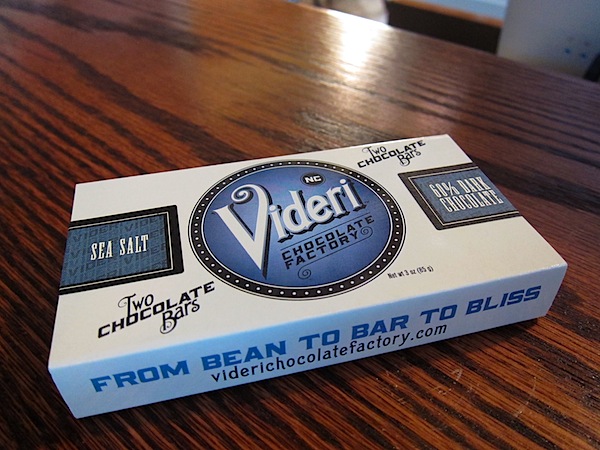 Two
CHOCOLATE
Bars
60% DARK
CHOCOLATE
NC
Videri
CHOCOLATE
FACTORY
SEA SALT
Net wt 3 oz (85 g)
Two
CHOCOLATE
Bars
FROM BEAN TO BAR TO BLISS
viderichocolatefactory.com